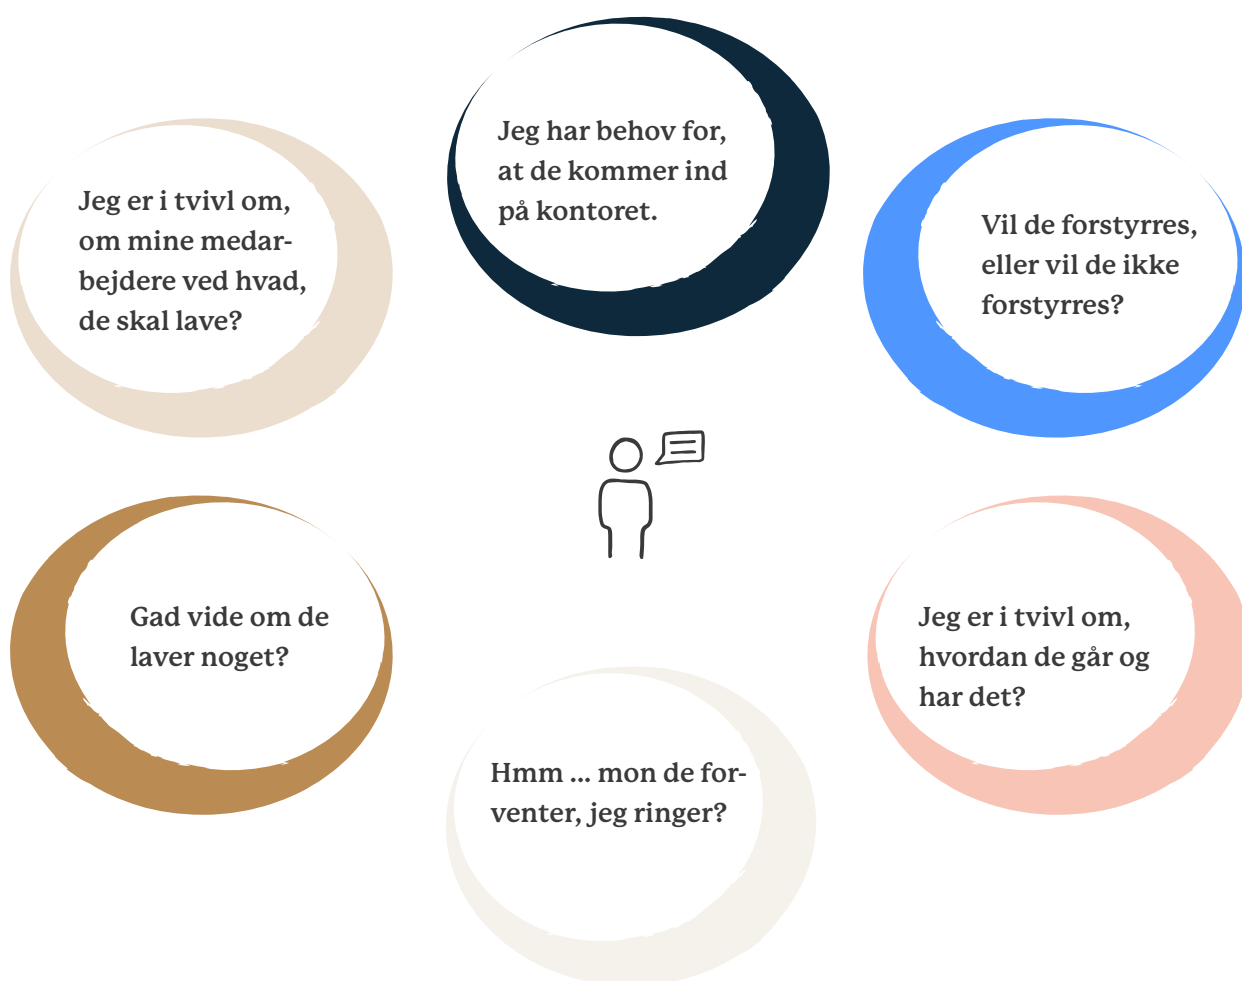 Jeg har behov for,
at de kommer ind
på kontoret.
Jeg er i tvivl om,
om mine medar-
bejdere ved hvad,
de skal lave?
Vil de forstyrres,
eller vil de ikke
forstyrres?
Gad vide om de
laver noget?
Jeg er i tvivl om,
hvordan de går og
har det?
Hmm ... mon de for-
venter, jeg ringer?